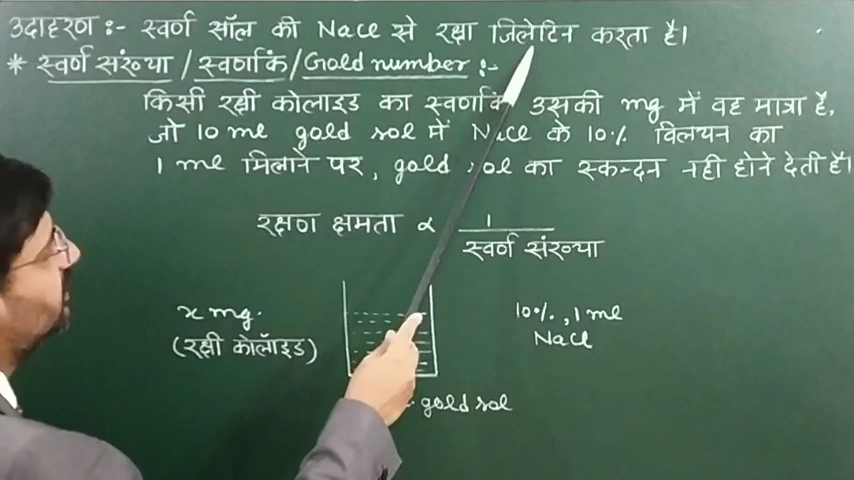 उदाहरण :- स्वर्ण सॉल की Nacl से रक्षा जिलेटिन करता है।
* स्वर्ण संख्या / स्वर्णांक / Gold number :-
किसी रक्षी कोलाइड का स्वर्णांक उसकी mg में वह मात्रा है,
जो 10 ml gold sol में NaCl के 10% विलयन का
1 ml मिलाने पर, gold sol का स्कन्दन नही होने देती है।
रक्षण क्षमता ∝ 1
स्वर्ण संख्या
x mg. 10%, 1 ml
(रक्षी कोलॉइड) NaCl
gold sol